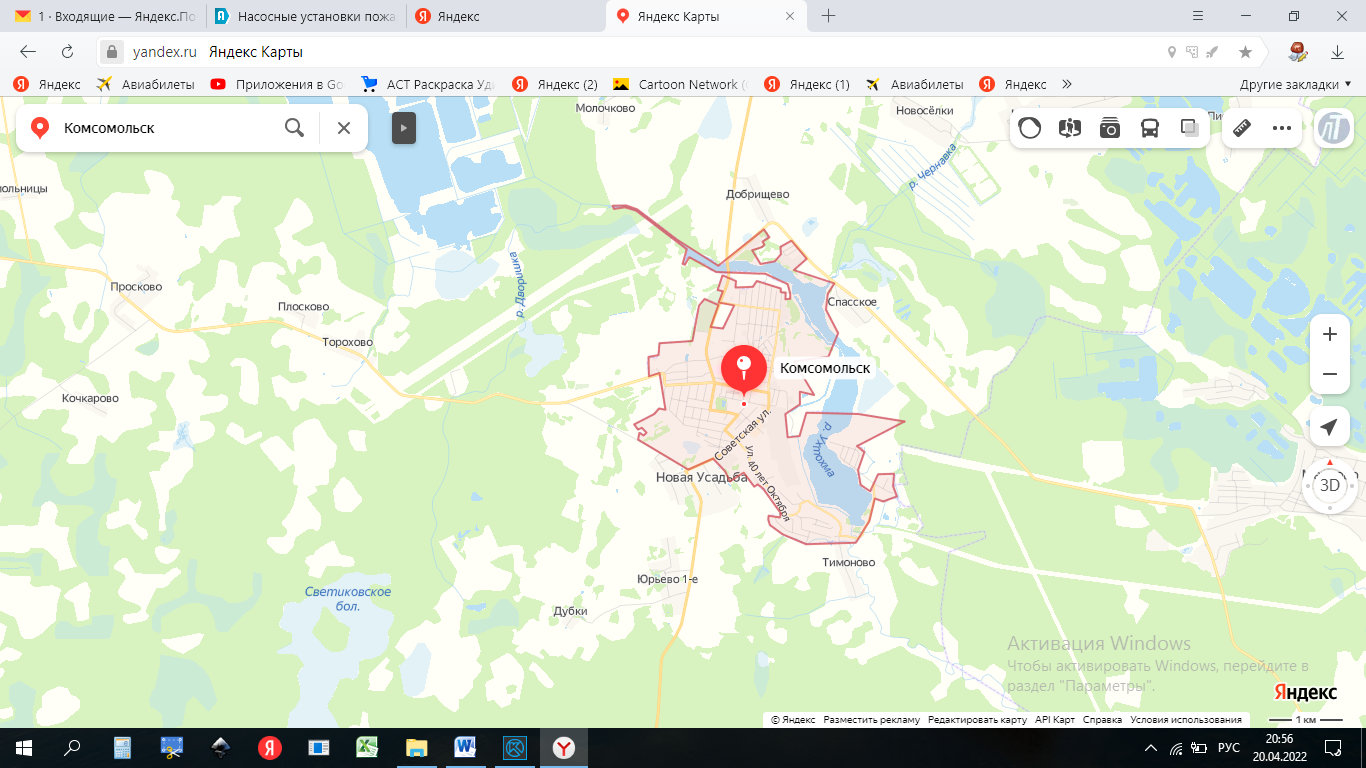 1 · Входящие — Яндекс.По
Насосные установки пожа
Яндекс
Яндекс Карты
yandex.ru Яндекс Карты
Яндекс
Авиабилеты
Приложения в Go
АСТ Раскраска Уди
Яндекс (2)
Cartoon Network (
Яндекс (1)
Авиабилеты
Яндекс
Другие закладки
Комсомольск
Молочково
Новосёлки
р. Чернавка
Добрищево
р. Дворишка
Просково
Плосково
Спасское
Торохово
Комсомольск
Кочкарово
Советская ул.
р. Ухтохма
ул. 40 лет Октября
Новая Усадьба
3D
Тимоново
Юрьево 1-е
Светиковское
бол.
Дубки
Активация Windows
Чтобы активировать Windows, перейдите в
раздел "Параметры".
Яндекс
© Яндекс Разместить рекламу Редактировать карту API Карт Справка Условия использования
1 км
РУС
20:56
20.04.2022